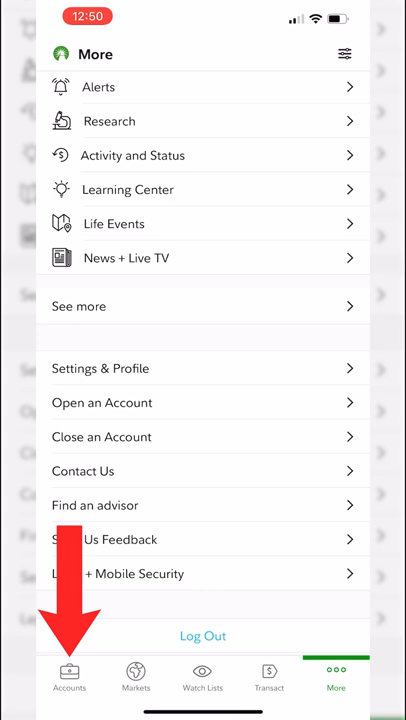 12:50
More
Alerts
Research
Activity and Status
Learning Center
Life Events
News + Live TV
See more
Settings & Profile
Open an Account
Close an Account
Contact Us
Find an advisor
Us Feedback
+ Mobile Security
Log Out
Accounts
Markets
Watch Lists
Transact
More